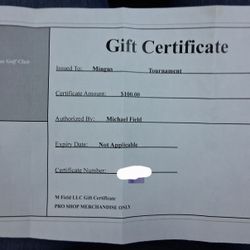 Golf Club
Gift Certificate
Issued To: Mingus Tournament
Certificate Amount: $100.00
Authorized By: Michael Field
Expiry Date: Not Applicable
Certificate Number:
M Field LLC Gift Certificate
PRO SHOP MERCHANDISE ONLY